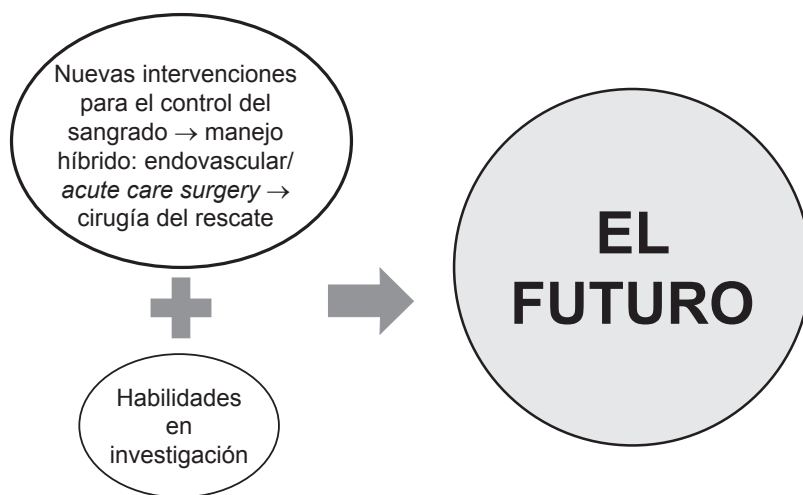 Nuevas intervenciones
para el control del
sangrado → manejo
híbrido: endovascular/
acute care surgery →
cirugía del rescate
Habilidades
en
investigación
EL
FUTURO